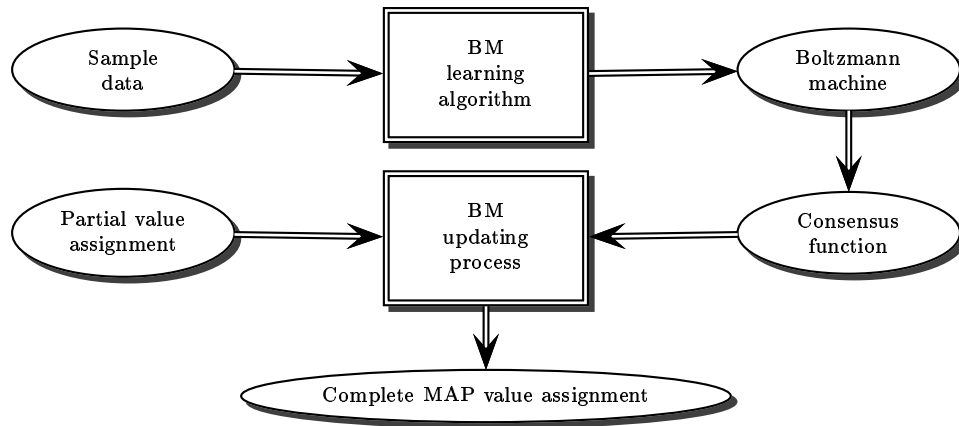 Sample
data
BM
learning
algorithm
Boltzmann
machine
Partial value
assignment
BM
updating
process
Consensus
function
Complete MAP value assignment